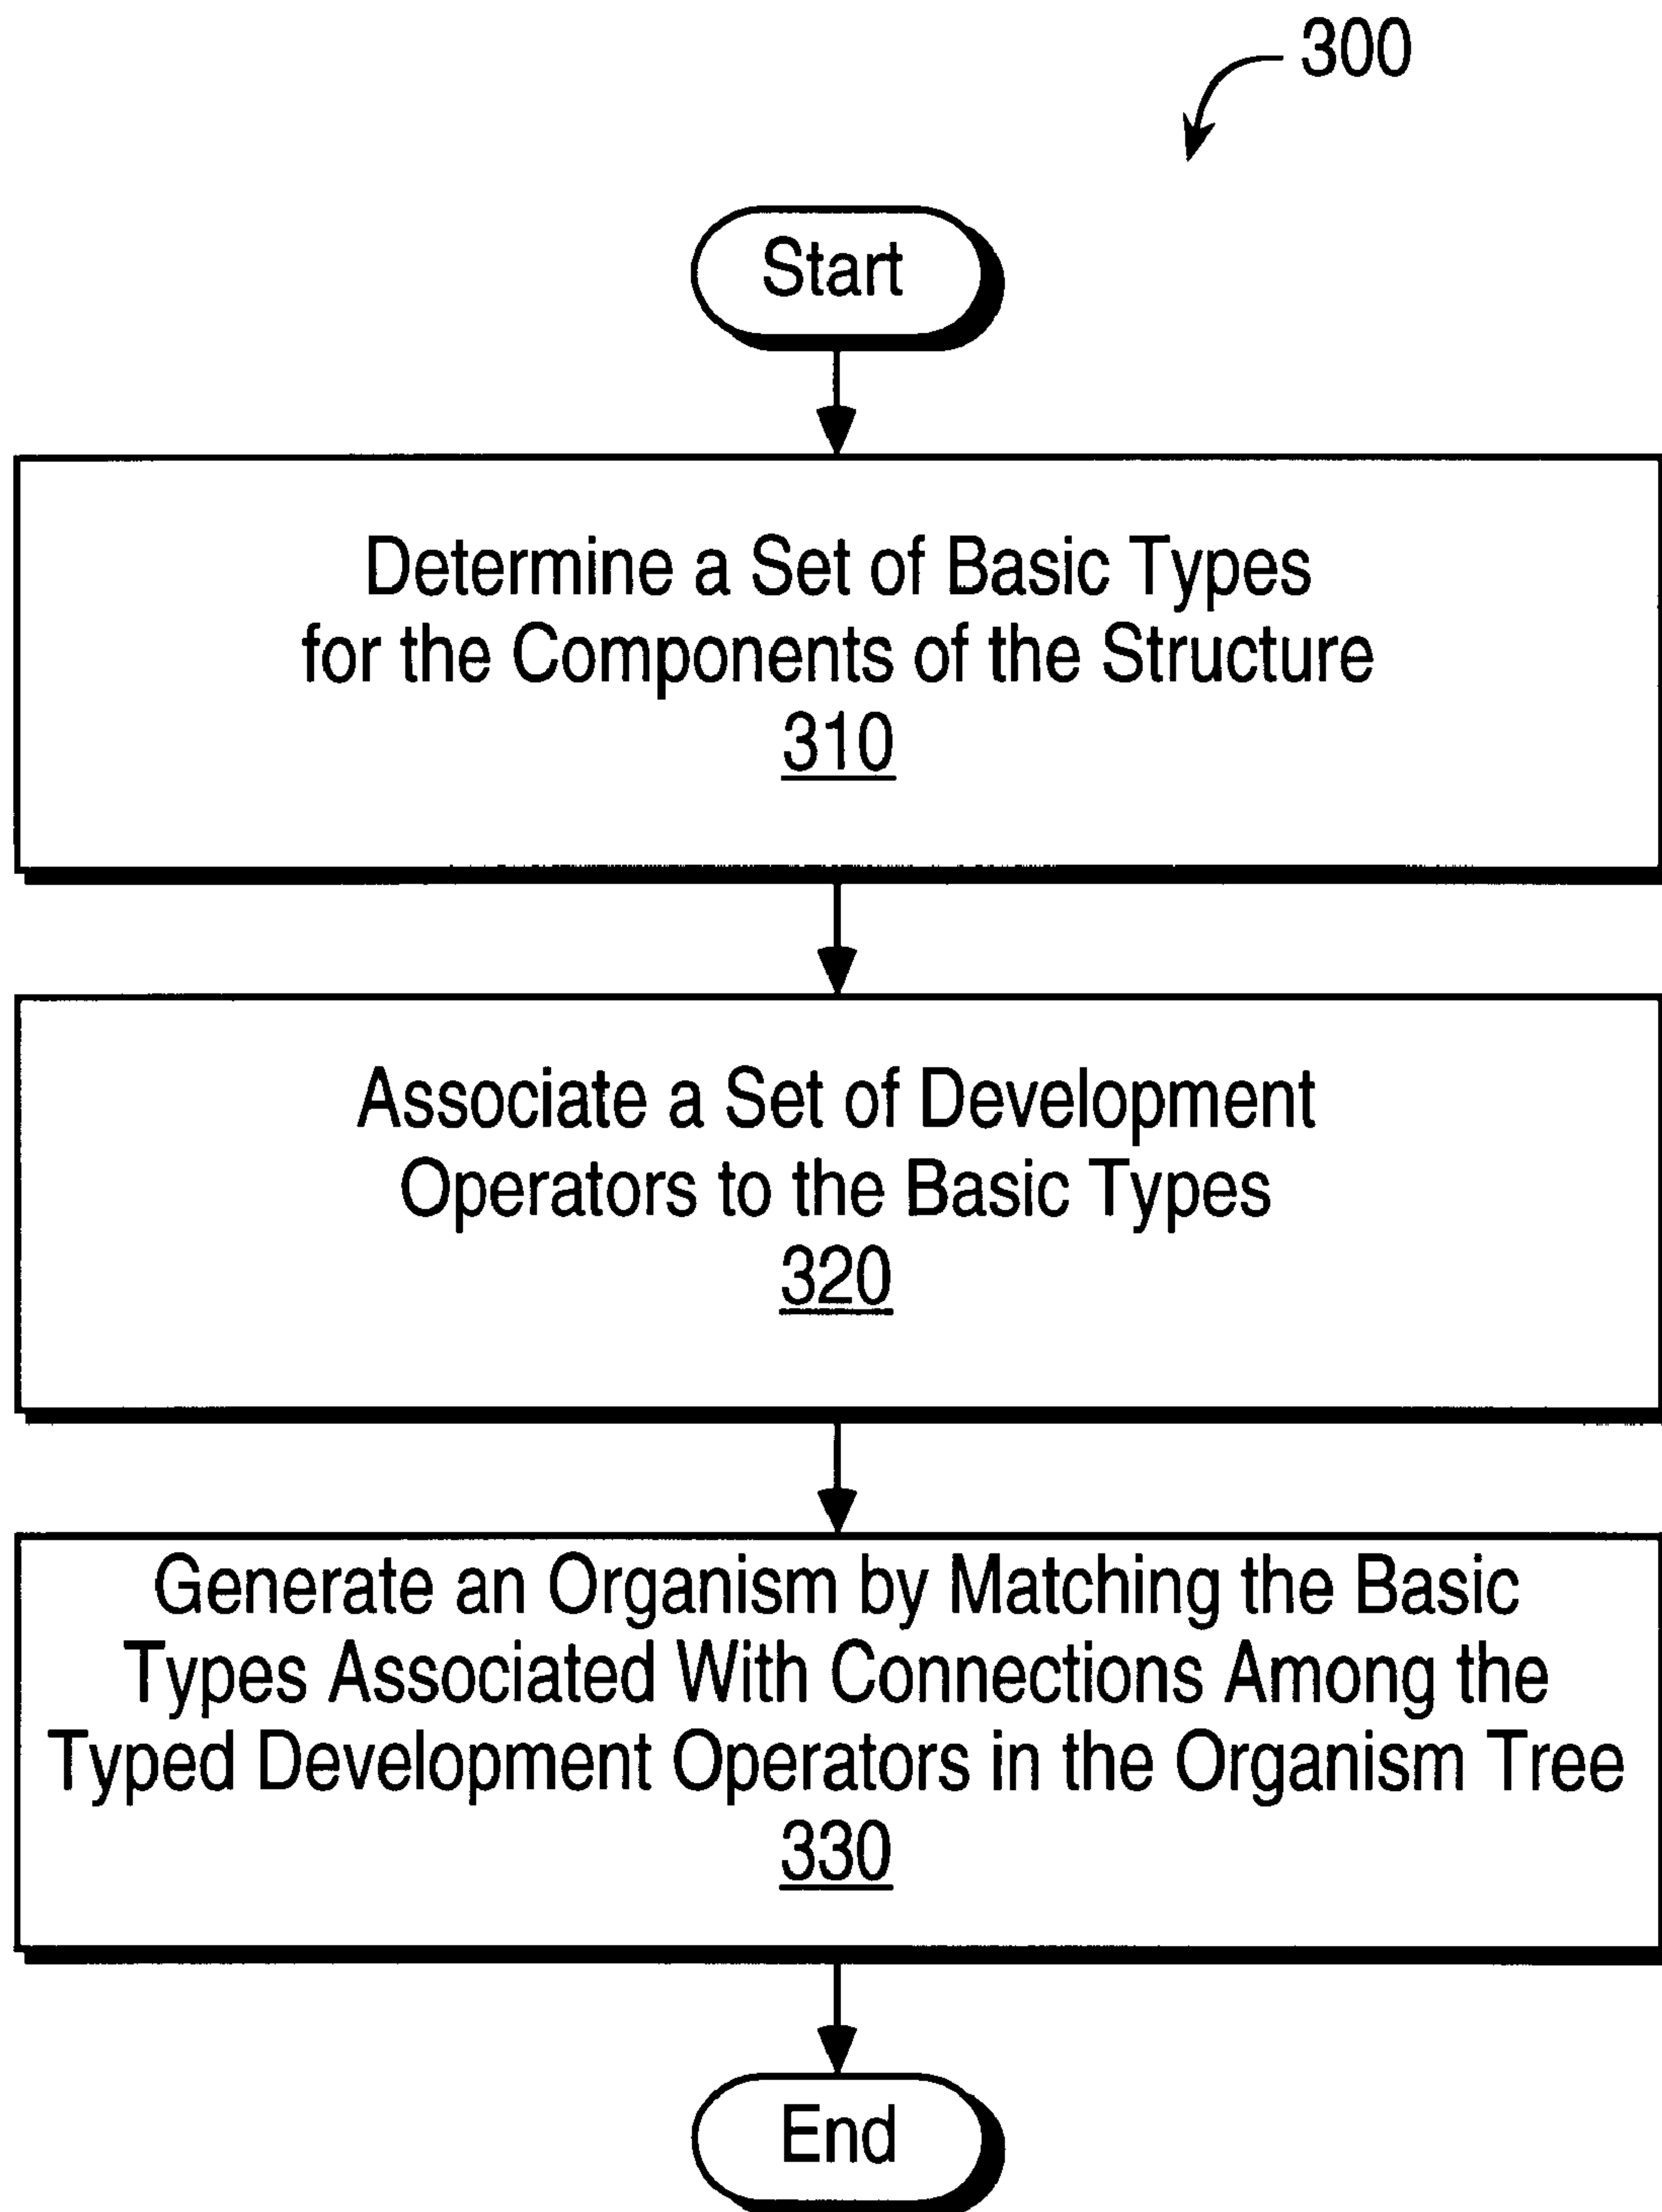 300
Start
Determine a Set of Basic Types
for the Components of the Structure
310
Associate a Set of Development
Operators to the Basic Types
320
Generate an Organism by Matching the Basic
Types Associated With Connections Among the
Typed Development Operators in the Organism Tree
330
End